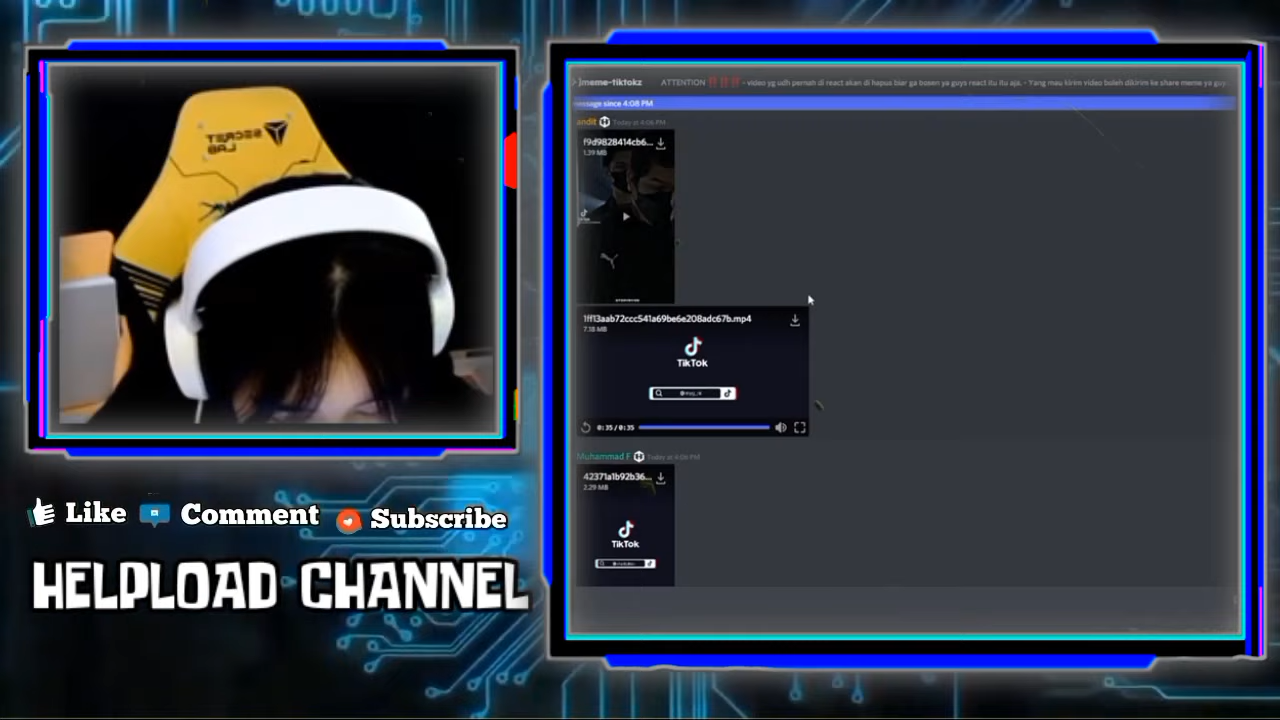 SECRET
LAB
meme-tiktokz
ATTENTION ‼️‼️‼️ - video yg udh pernah di react akan di hapus biar ga bosen ya guys react itu itu aja. - Yang mau kirim video boleh dikirim ke share meme ya guy
message since 4:08 PM
andit Today at 4:06 PM
f9d9828414cb6...
1.39 MB
1ff13aab72ccc541a69be6e208adc67b.mp4
7.18 MB
TikTok
0:35 / 0:35
Muhammad F Today at 4:06 PM
42371a1b92b36...
2.29 MB
TikTok
Like Comment Subscribe
HELPLOAD CHANNEL